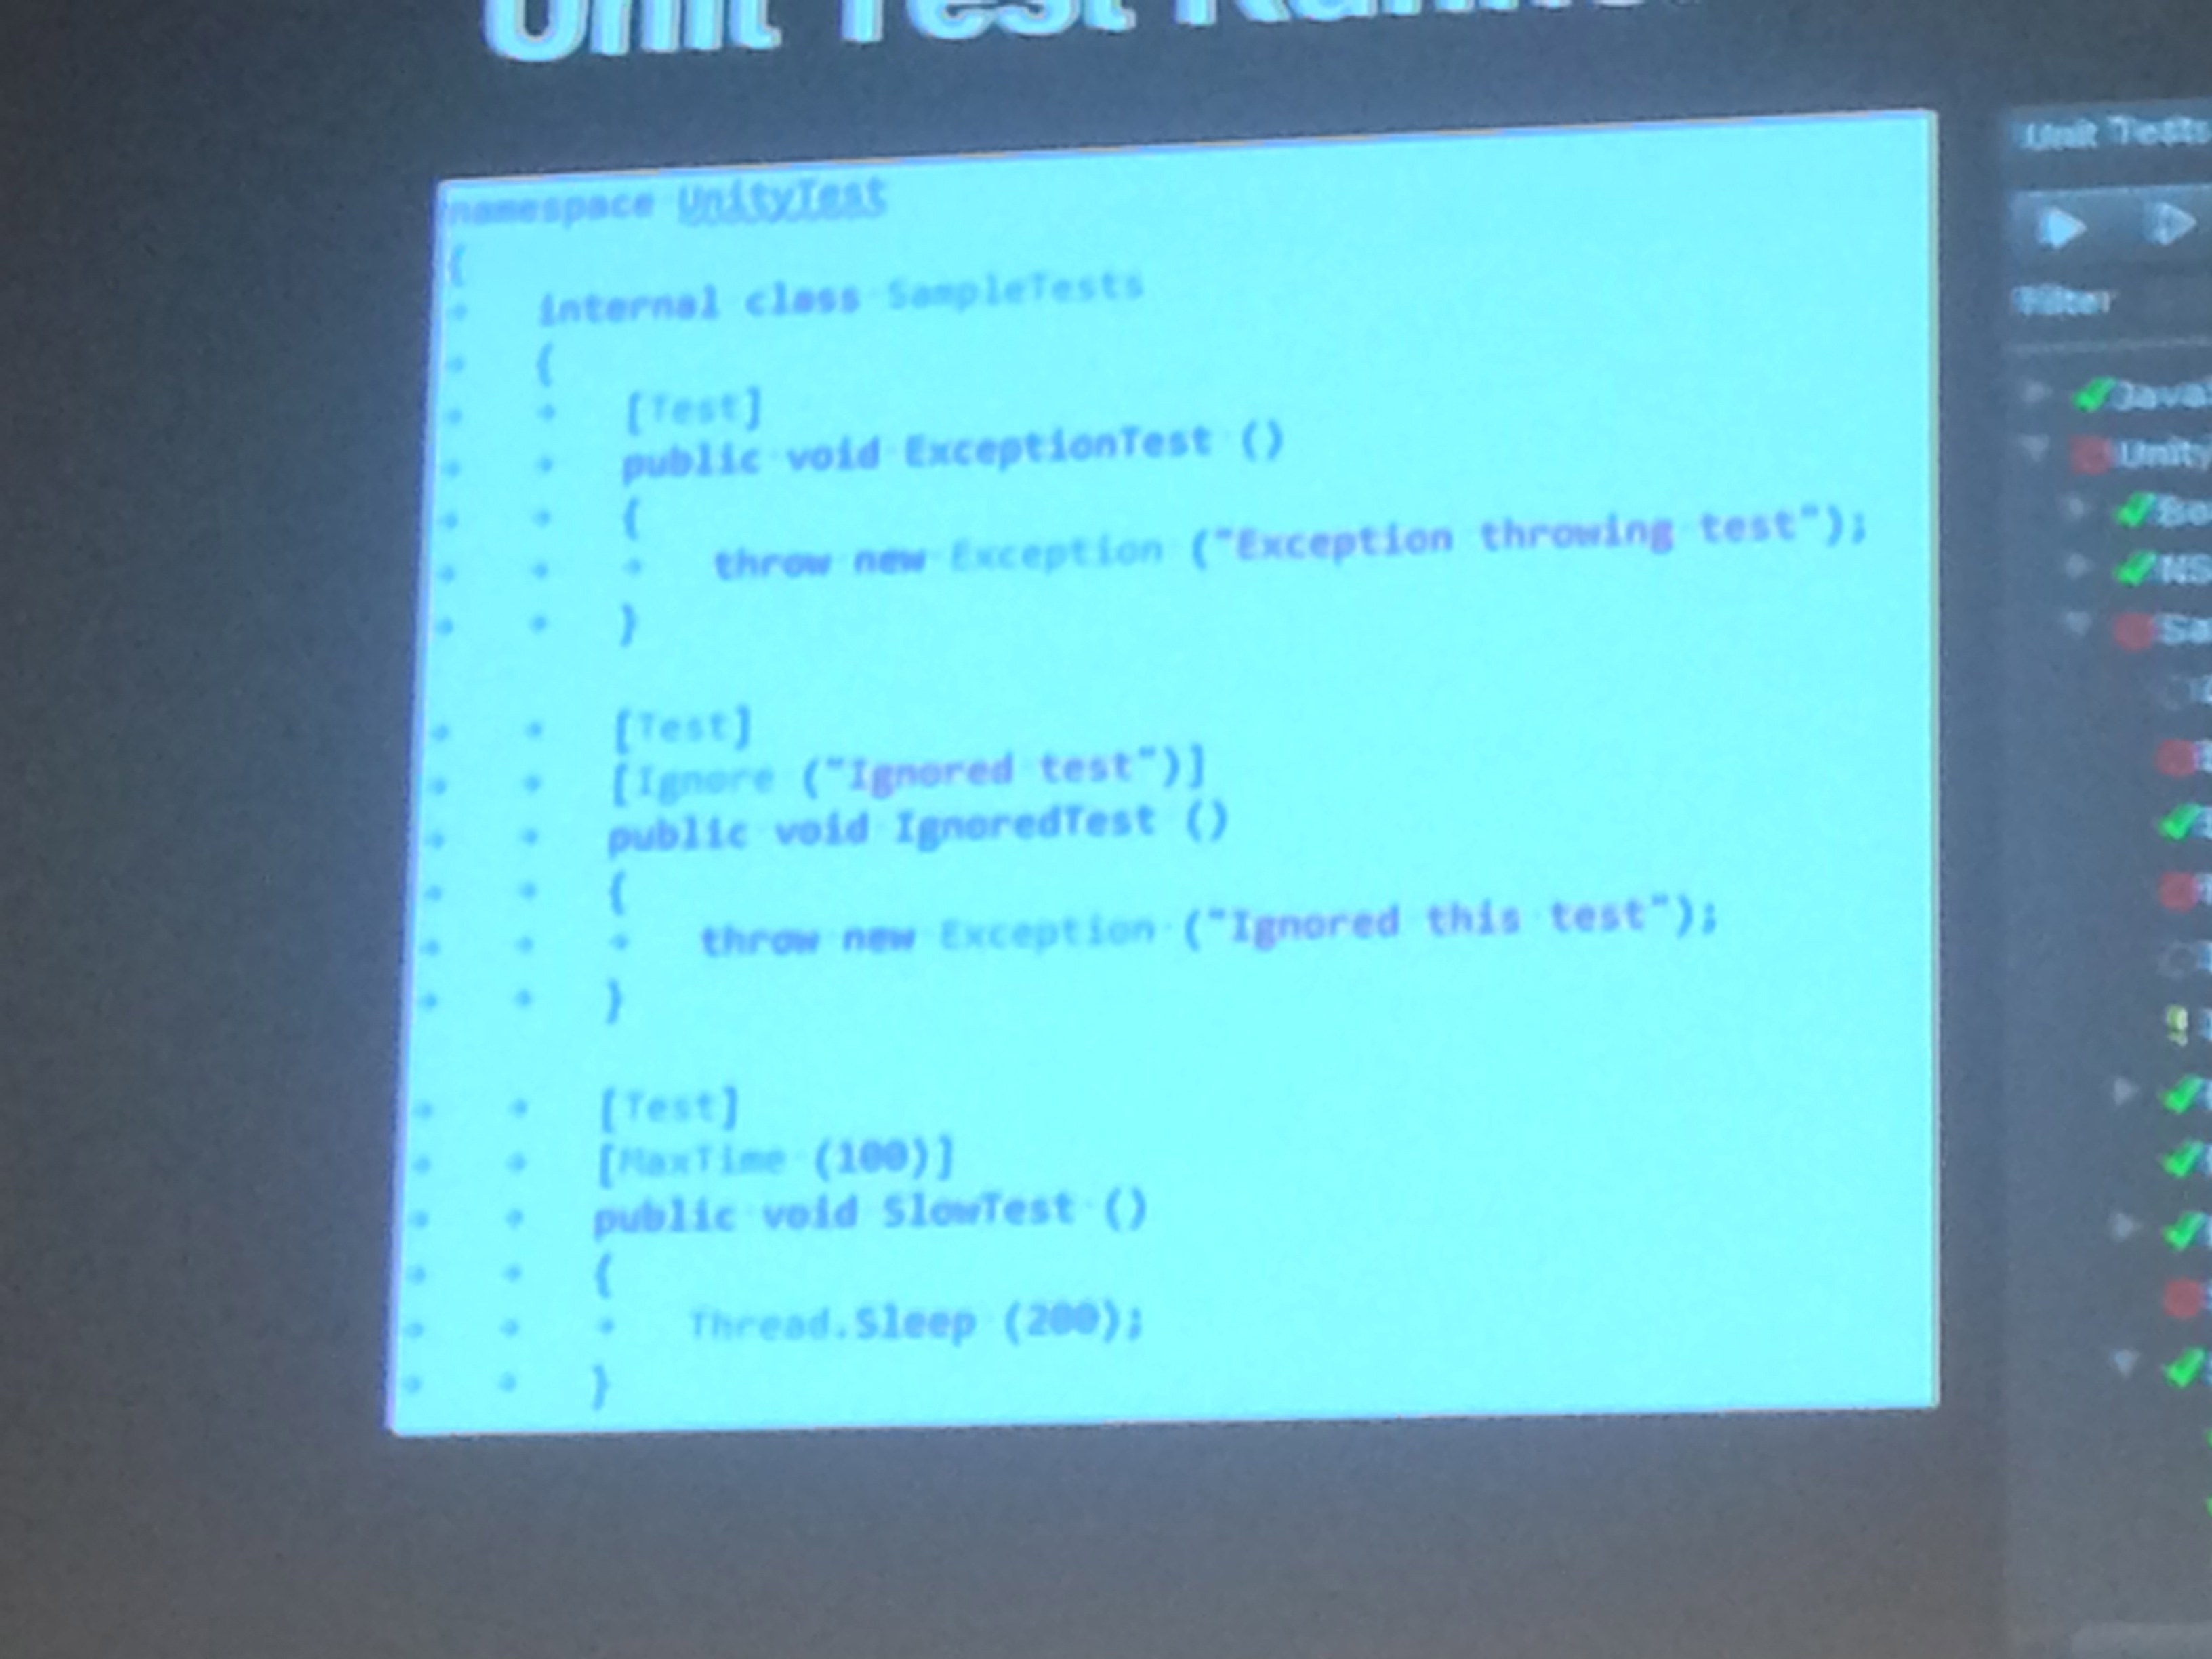 Unit Test
namespace UnityTest
{
internal class SampleTests
{
[Test]
public void ExceptionTest ()
{
throw new Exception ("Exception throwing test");
}
[Test]
[Ignore ("Ignored test")]
public void IgnoredTest ()
{
throw new Exception ("Ignored this test");
}
[Test]
[MaxTime (100)]
public void SlowTest ()
{
Thread.Sleep (200);
}
Unit Tests
Filter
Java
Unity
NS
Sa